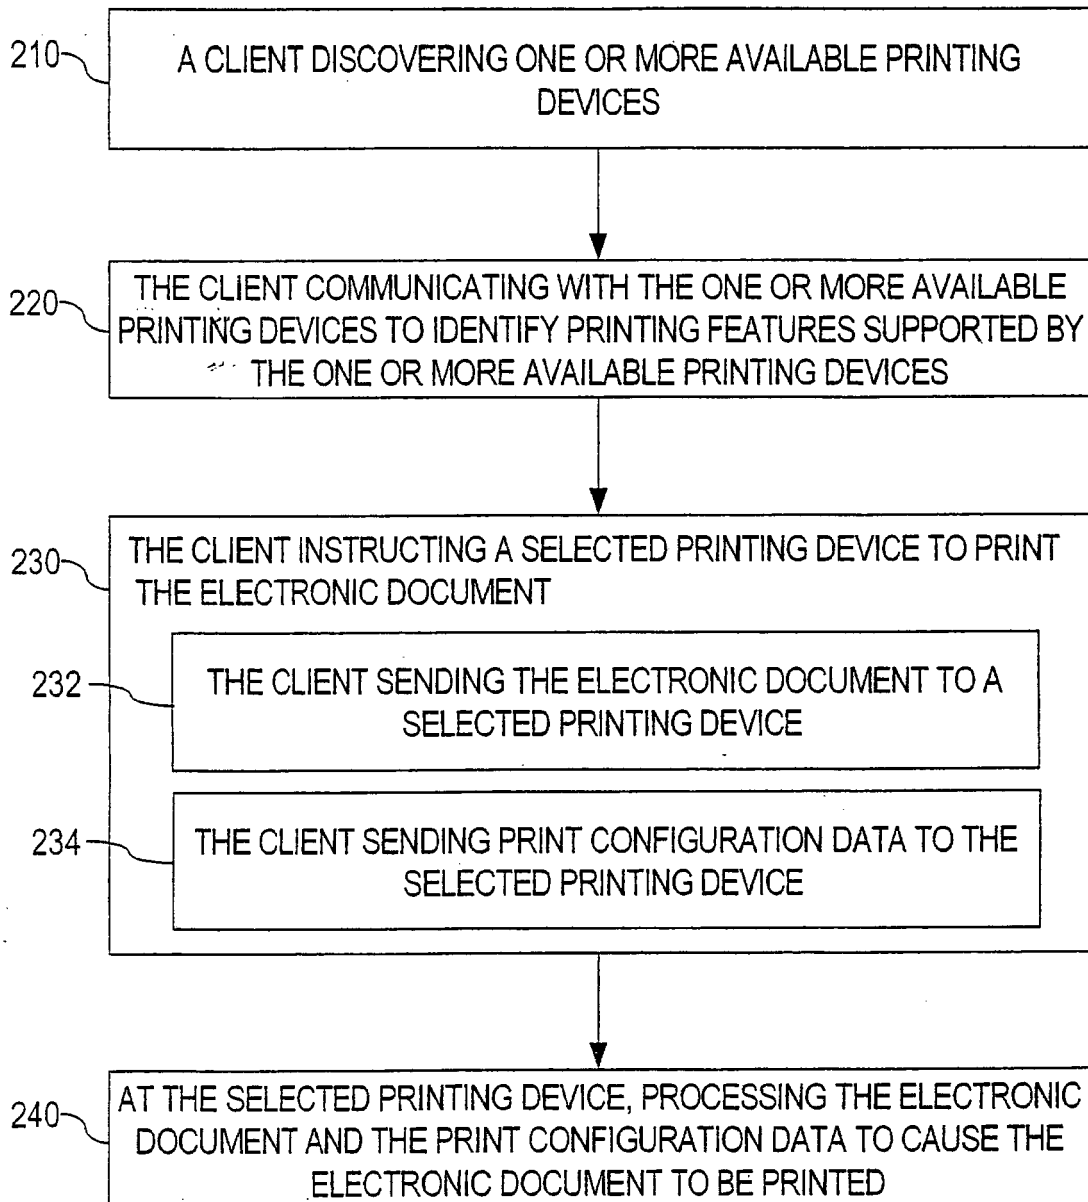 210
A CLIENT DISCOVERING ONE OR MORE AVAILABLE PRINTING
DEVICES
220
THE CLIENT COMMUNICATING WITH THE ONE OR MORE AVAILABLE
PRINTING DEVICES TO IDENTIFY PRINTING FEATURES SUPPORTED BY
THE ONE OR MORE AVAILABLE PRINTING DEVICES
230
THE CLIENT INSTRUCTING A SELECTED PRINTING DEVICE TO PRINT
THE ELECTRONIC DOCUMENT
232
THE CLIENT SENDING THE ELECTRONIC DOCUMENT TO A
SELECTED PRINTING DEVICE
234
THE CLIENT SENDING PRINT CONFIGURATION DATA TO THE
SELECTED PRINTING DEVICE
240
AT THE SELECTED PRINTING DEVICE, PROCESSING THE ELECTRONIC
DOCUMENT AND THE PRINT CONFIGURATION DATA TO CAUSE THE
ELECTRONIC DOCUMENT TO BE PRINTED